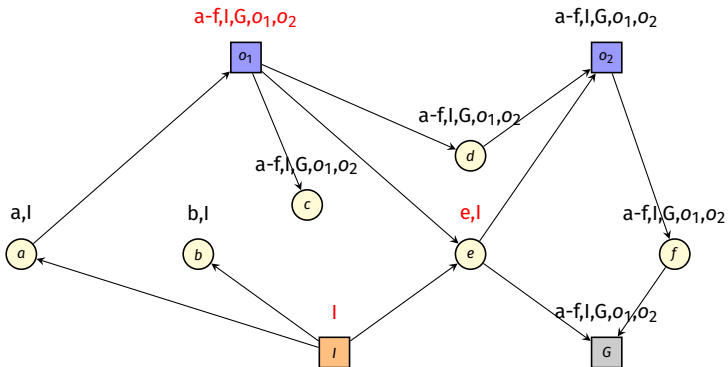 a-f,I,G,o₁,o₂
a-f,I,G,o₁,o₂
o₁
o₂
a-f,I,G,o₁,o₂
d
a-f,I,G,o₁,o₂
c
a,I
b,I
e,I
a-f,I,G,o₁,o₂
a
b
e
f
I
a-f,I,G,o₁,o₂
I
G